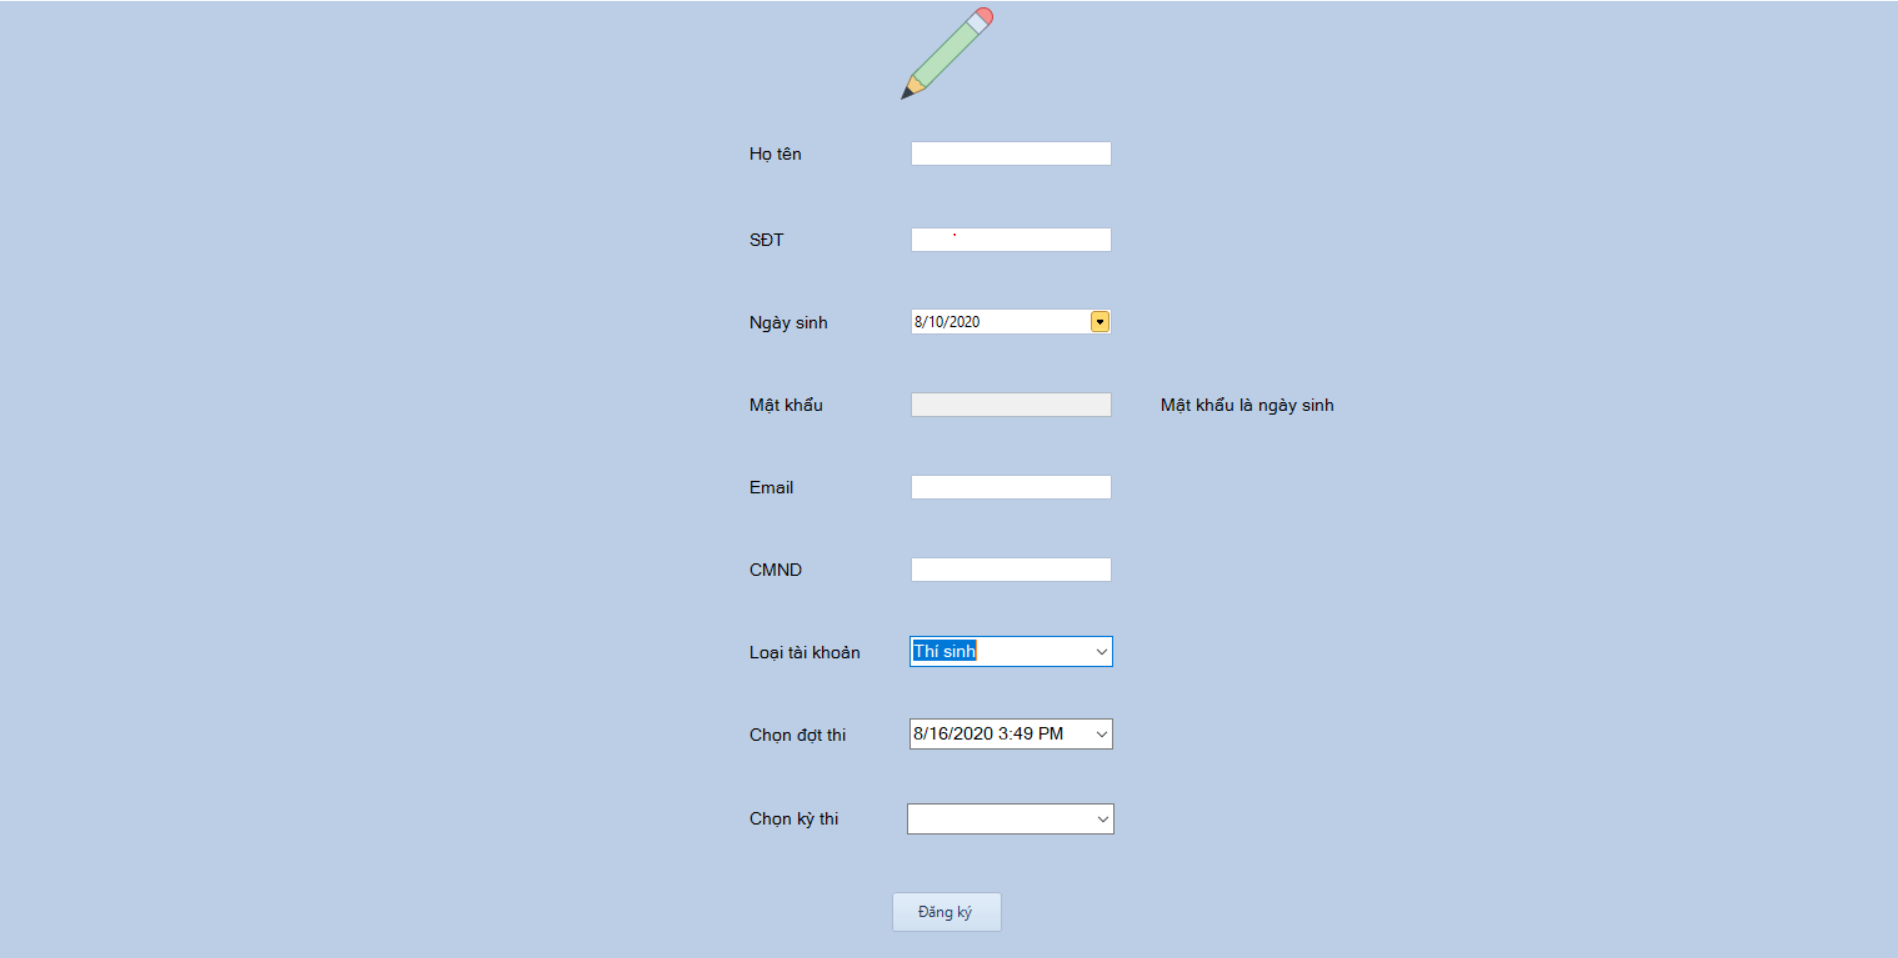 Họ tên
SĐT
Ngày sinh 8/10/2020
Mật khẩu Mật khẩu là ngày sinh
Email
CMND
Loại tài khoản Thí sinh
Chọn đợt thi 8/16/2020 3:49 PM
Chọn kỳ thi
Đăng ký